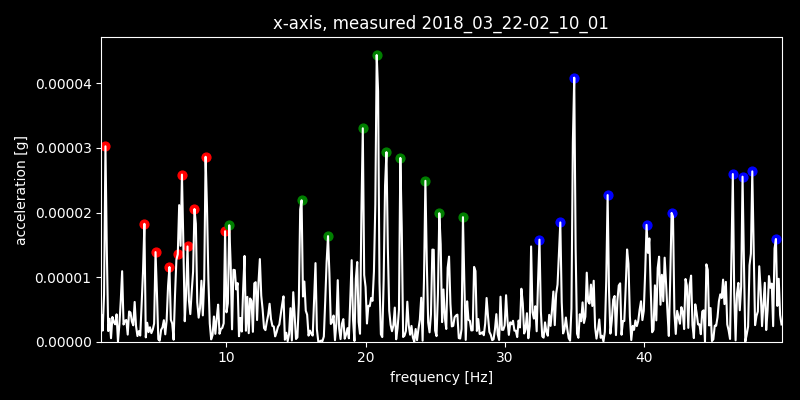 x-axis, measured 2018_03_22-02_10_01
0.00004
0.00003
0.00002
0.00001
0.00000
acceleration [g]
10 20 30 40
frequency [Hz]